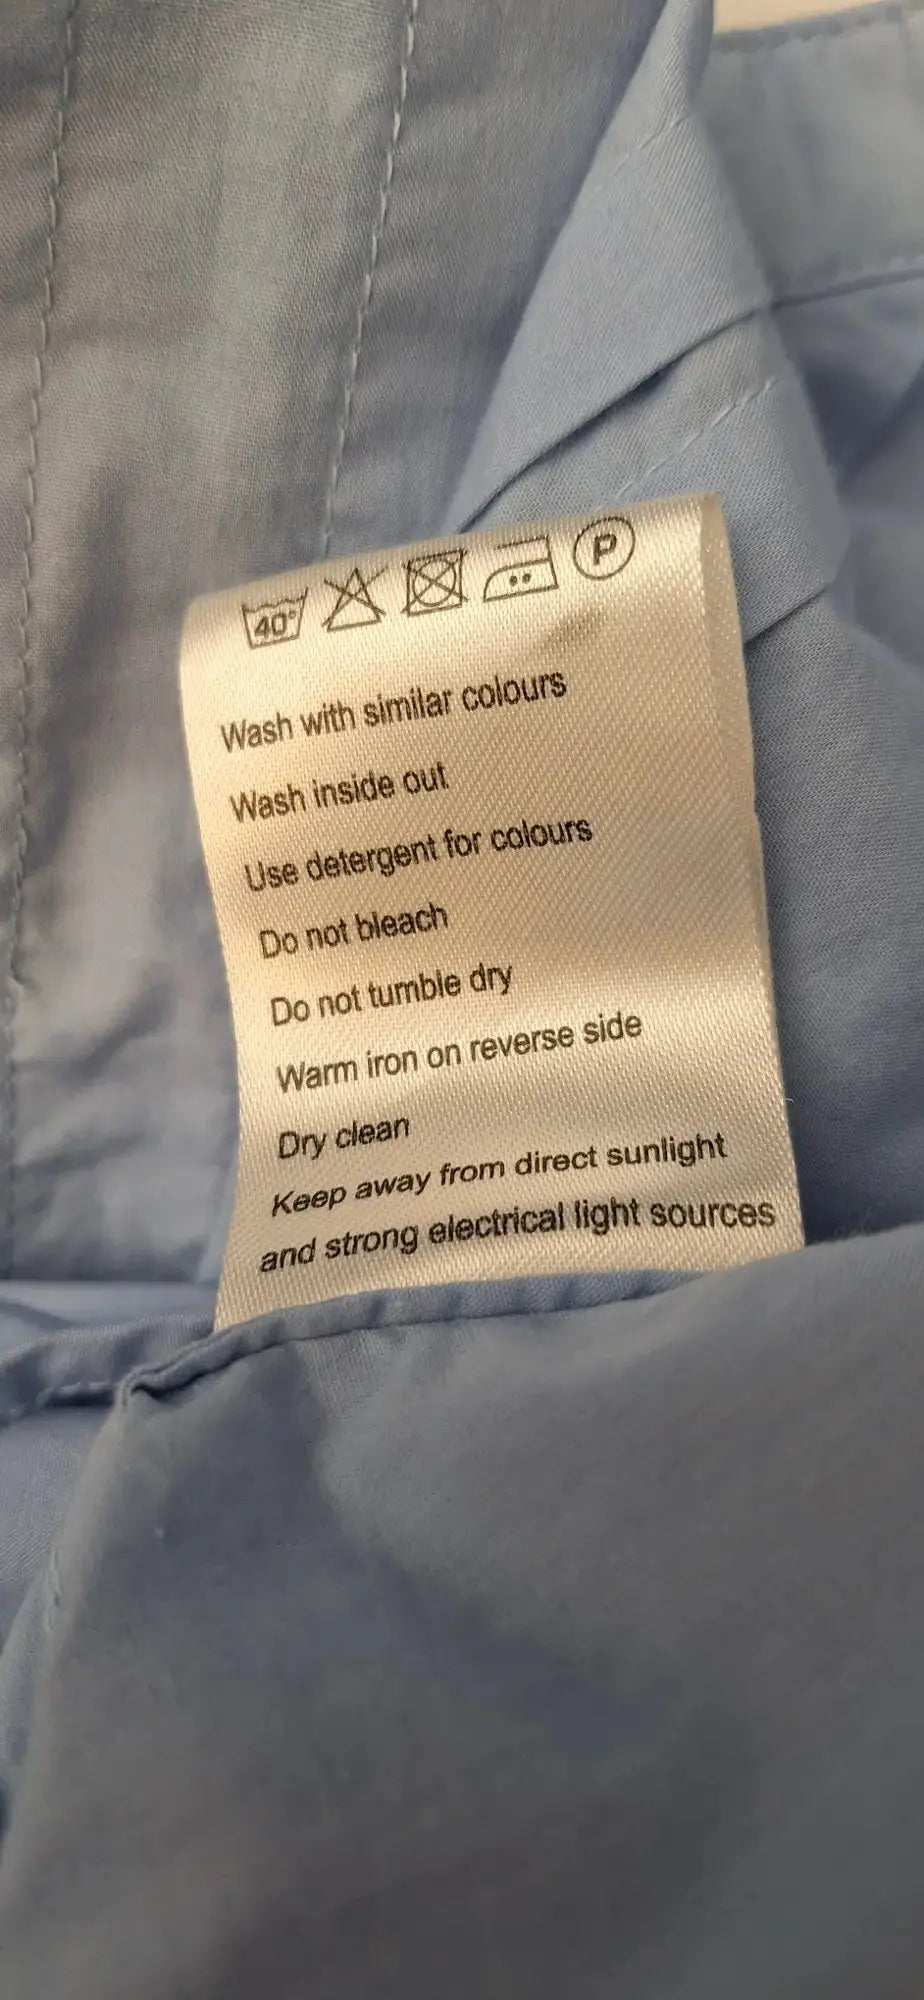 40° P
Wash with similar colours
Wash inside out
Use detergent for colours
Do not bleach
Do not tumble dry
Warm iron on reverse side
Dry clean
Keep away from direct sunlight
and strong electrical light sources